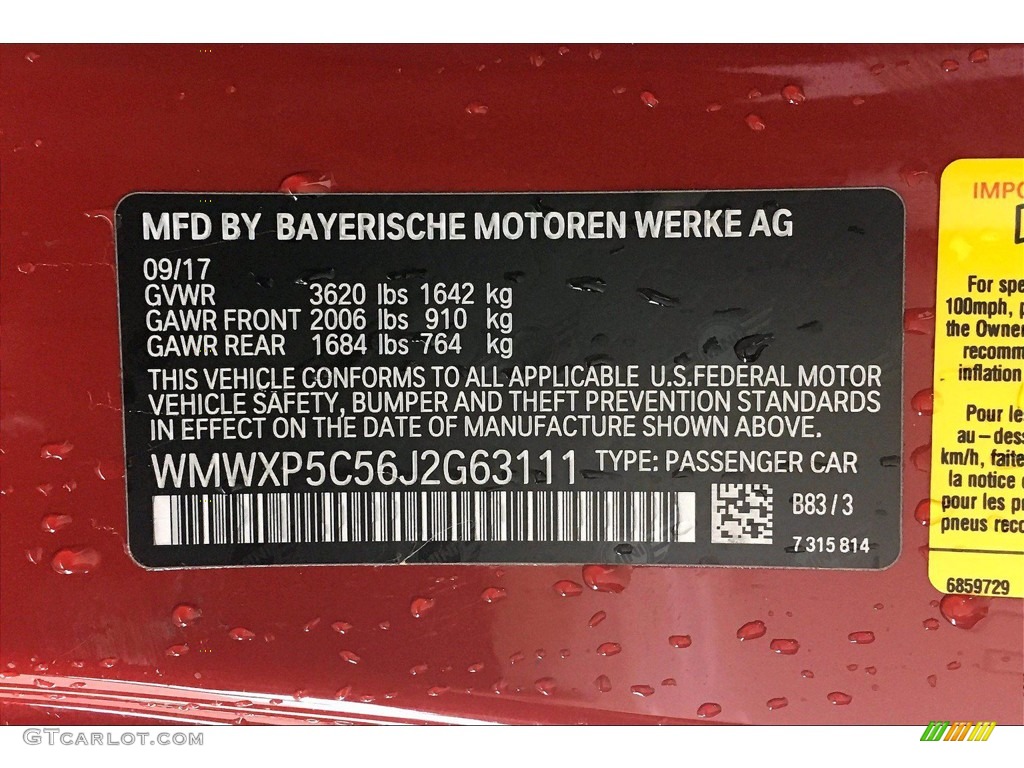 MFD BY BAYERISCHE MOTOREN WERKE AG
09/17
GVWR 3620 lbs 1642 kg
GAWR FRONT 2006 lbs 910 kg
GAWR REAR 1684 lbs 764 kg
THIS VEHICLE CONFORMS TO ALL APPLICABLE U.S.FEDERAL MOTOR
VEHICLE SAFETY, BUMPER AND THEFT PREVENTION STANDARDS
IN EFFECT ON THE DATE OF MANUFACTURE SHOWN ABOVE.
WMWXP5C56J2G63111 TYPE: PASSENGER CAR
B83 / 3
7 315 814
IMPO
For spe
100mph, p
the Owner
recomm
inflation
Pour les
au-dess
km/h, faite
la notice
pour les p
pneus reco
6859729
GTCARLOT.COM